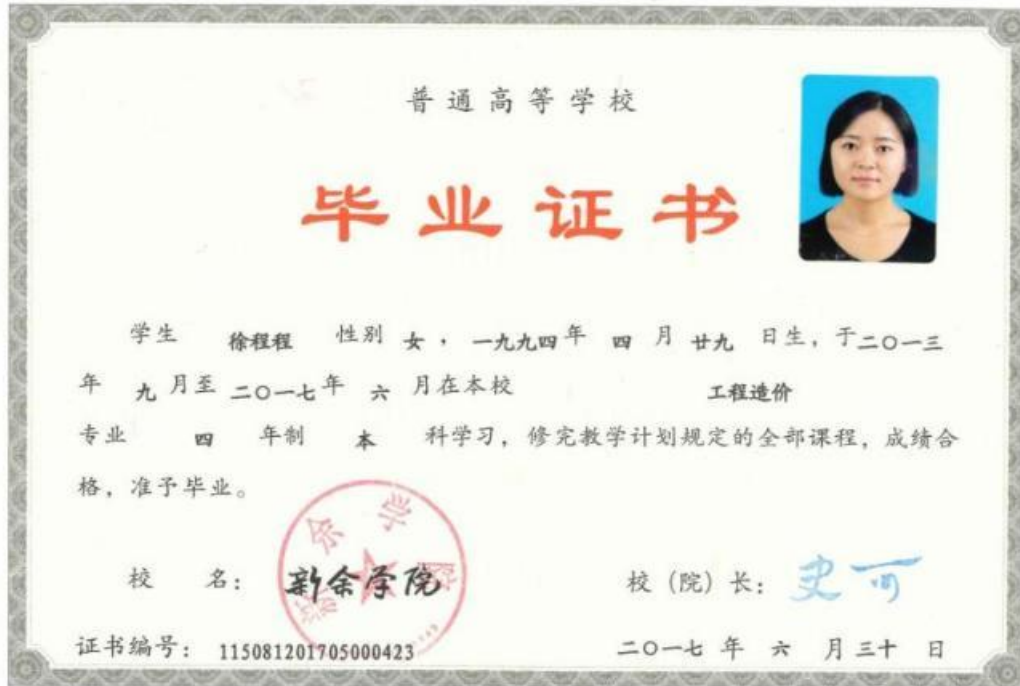 普通高等学校
毕业证书
学生 徐程程 性别 女，一九九四年 四 月 廿九 日生，于二〇一三
年 九 月至 二〇一七年 六 月在本校 工程造价
专业 四 年制 本 科学习，修完教学计划规定的全部课程，成绩合
格，准予毕业。
新余学院
校 名： 新余学院 校（院）长：
证书编号： 115081201705000423 二〇一七 年 六 月 三十 日